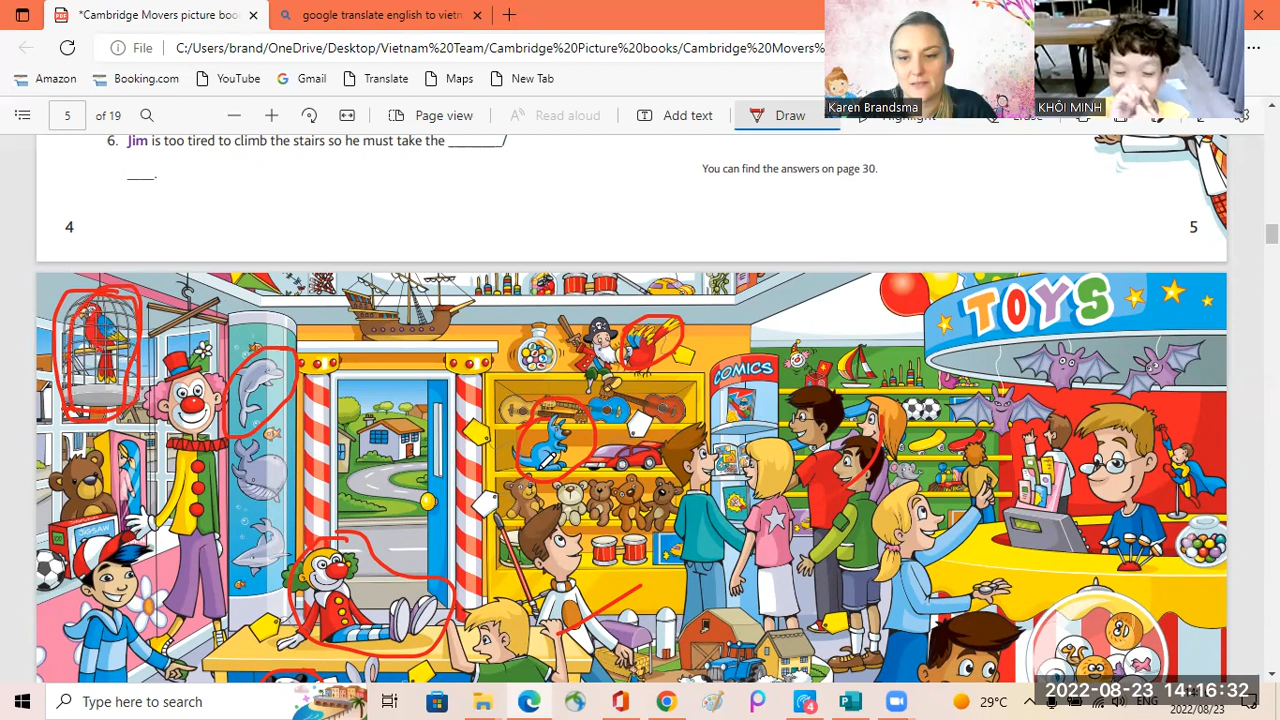 *Cambridge Movers picture boo
google translate english to vietn
File
C:/Users/brand/OneDrive/Desktop/Vietnam%20Team/Cambridge%20Picture%20books/Cambridge%20Movers%
Amazon
Booking.com
YouTube
Gmail
Translate
Maps
New Tab
5
of 19
Page view
Read aloud
Add text
Draw
Karen Brandsma
KHÔI MINH
6. Jim is too tired to climb the stairs so he must take the ________/
____.
You can find the answers on page 30.
4
5
TOYS
COMICS
JIGSAW
Type here to search
4
29°C
ENG
2022-08-23 14:16:32
2022/08/23